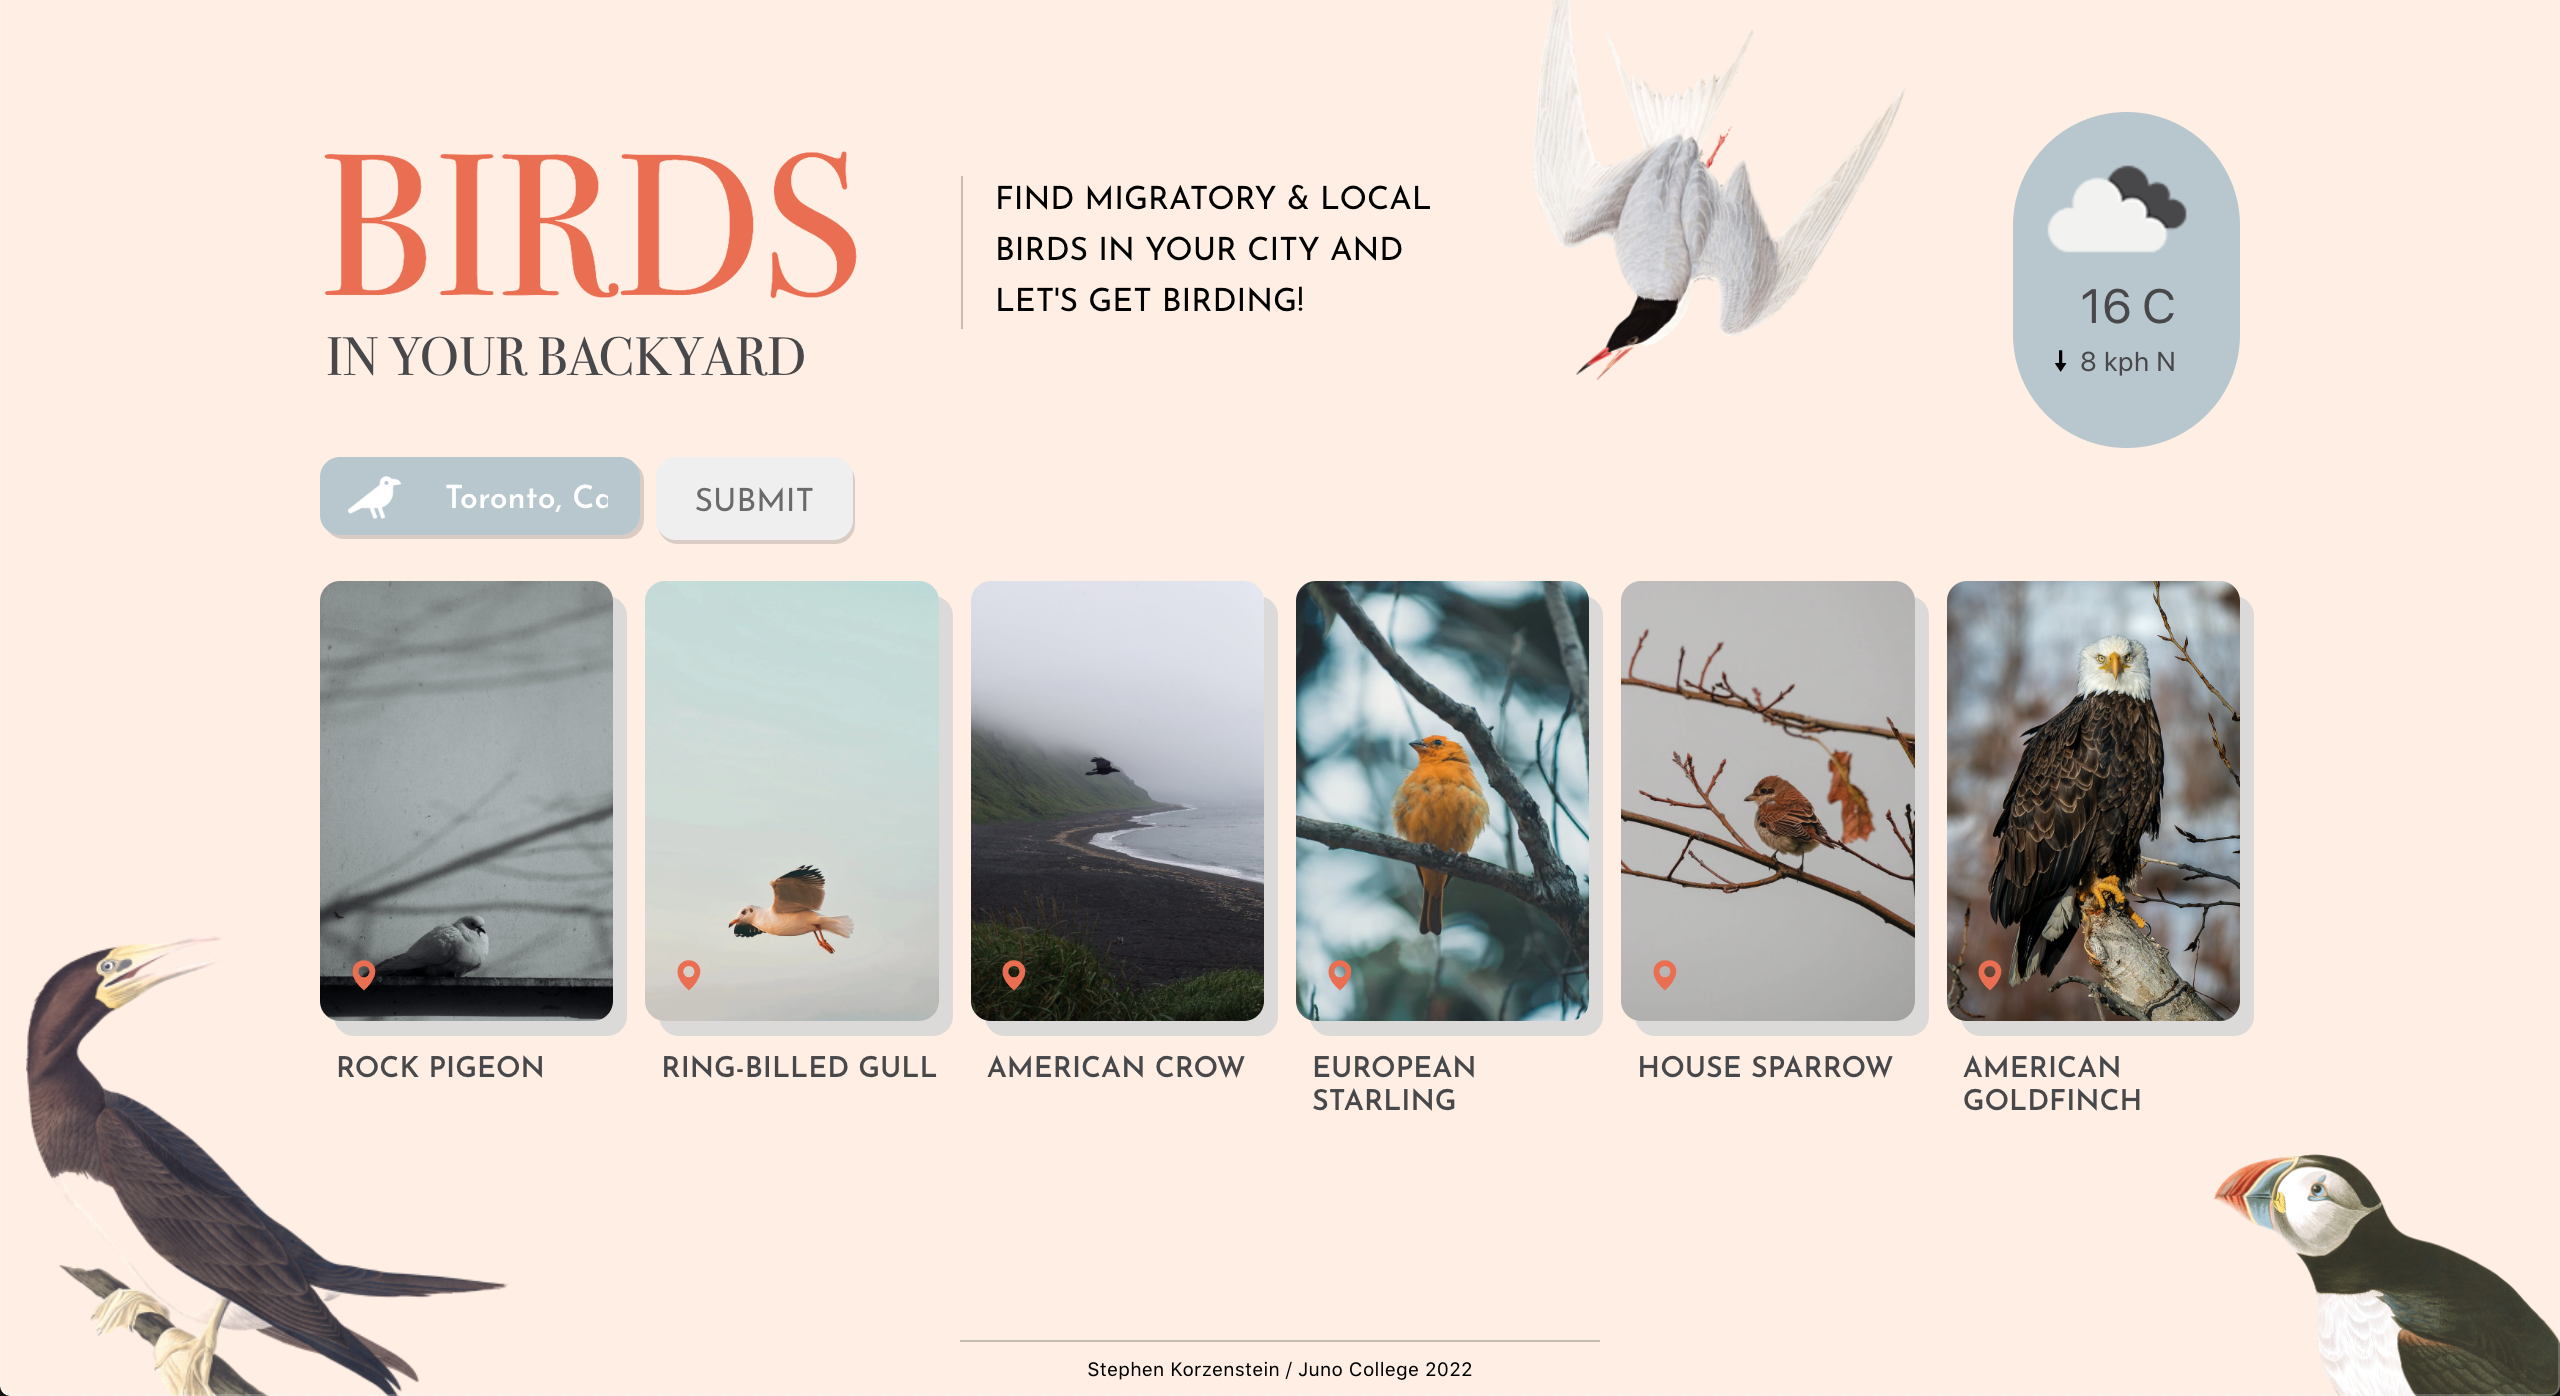 BIRDS
IN YOUR BACKYARD
FIND MIGRATORY & LOCAL
BIRDS IN YOUR CITY AND
LET'S GET BIRDING!
16 C
8 kph N
Toronto, Ca
SUBMIT
ROCK PIGEON
RING-BILLED GULL
AMERICAN CROW
EUROPEAN
STARLING
HOUSE SPARROW
AMERICAN
GOLDFINCH
Stephen Korzenstein / Juno College 2022